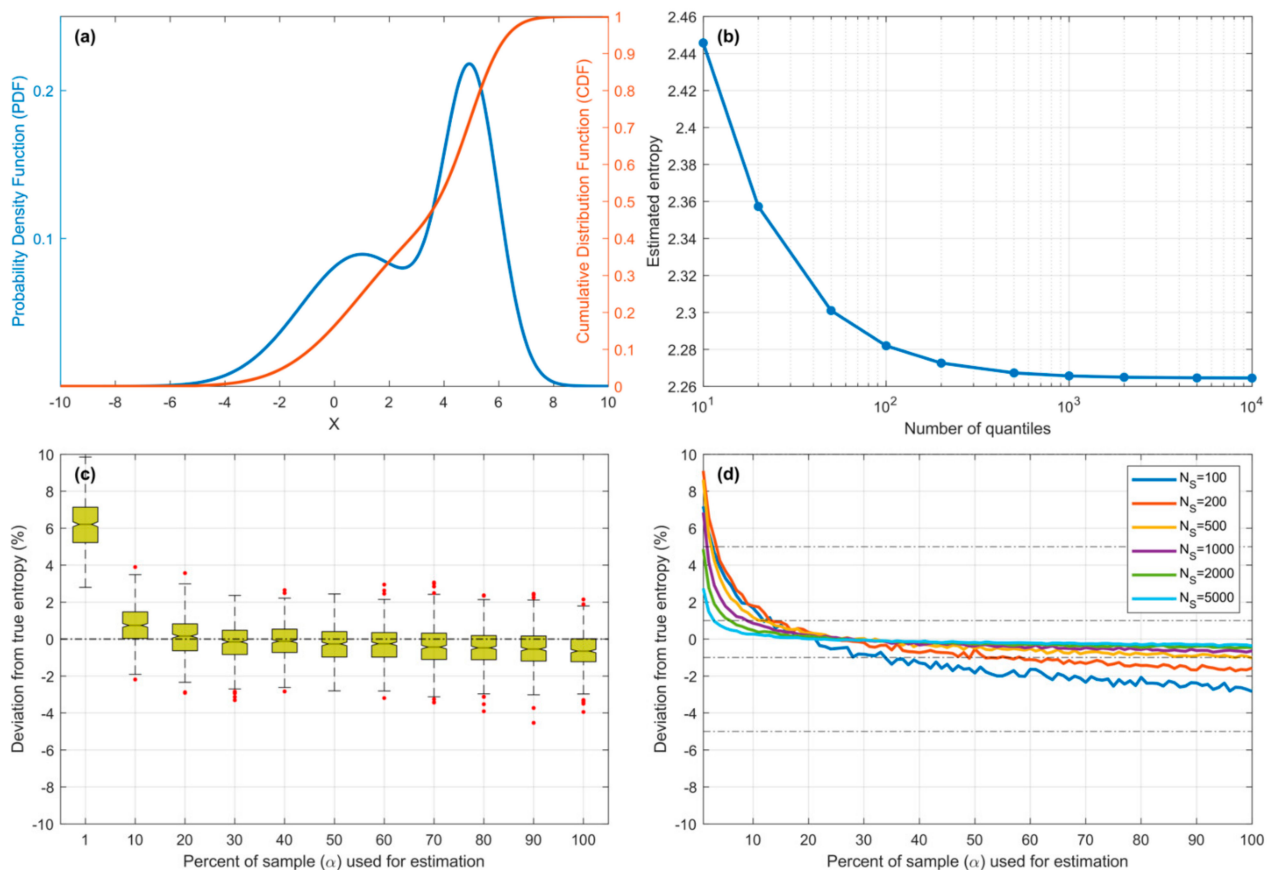 (a)
Probability Density Function (PDF)
0.2
0.1
Cumulative Distribution Function (CDF)
1
0.9
0.8
0.7
0.6
0.5
0.4
0.3
0.2
0.1
0
-10 -8 -6 -4 -2 0 2 4 6 8 10
X
(b)
Estimated entropy
2.46
2.44
2.42
2.4
2.38
2.36
2.34
2.32
2.3
2.28
2.26
10^1 10^2 10^3 10^4
Number of quantiles
(c)
Deviation from true entropy (%)
10
8
6
4
2
0
-2
-4
-6
-8
-10
1 10 20 30 40 50 60 70 80 90 100
Percent of sample (α) used for estimation
(d)
Deviation from true entropy (%)
10
8
6
4
2
0
-2
-4
-6
-8
-10
10 20 30 40 50 60 70 80 90 100
Percent of sample (α) used for estimation
N_S=100
N_S=200
N_S=500
N_S=1000
N_S=2000
N_S=5000